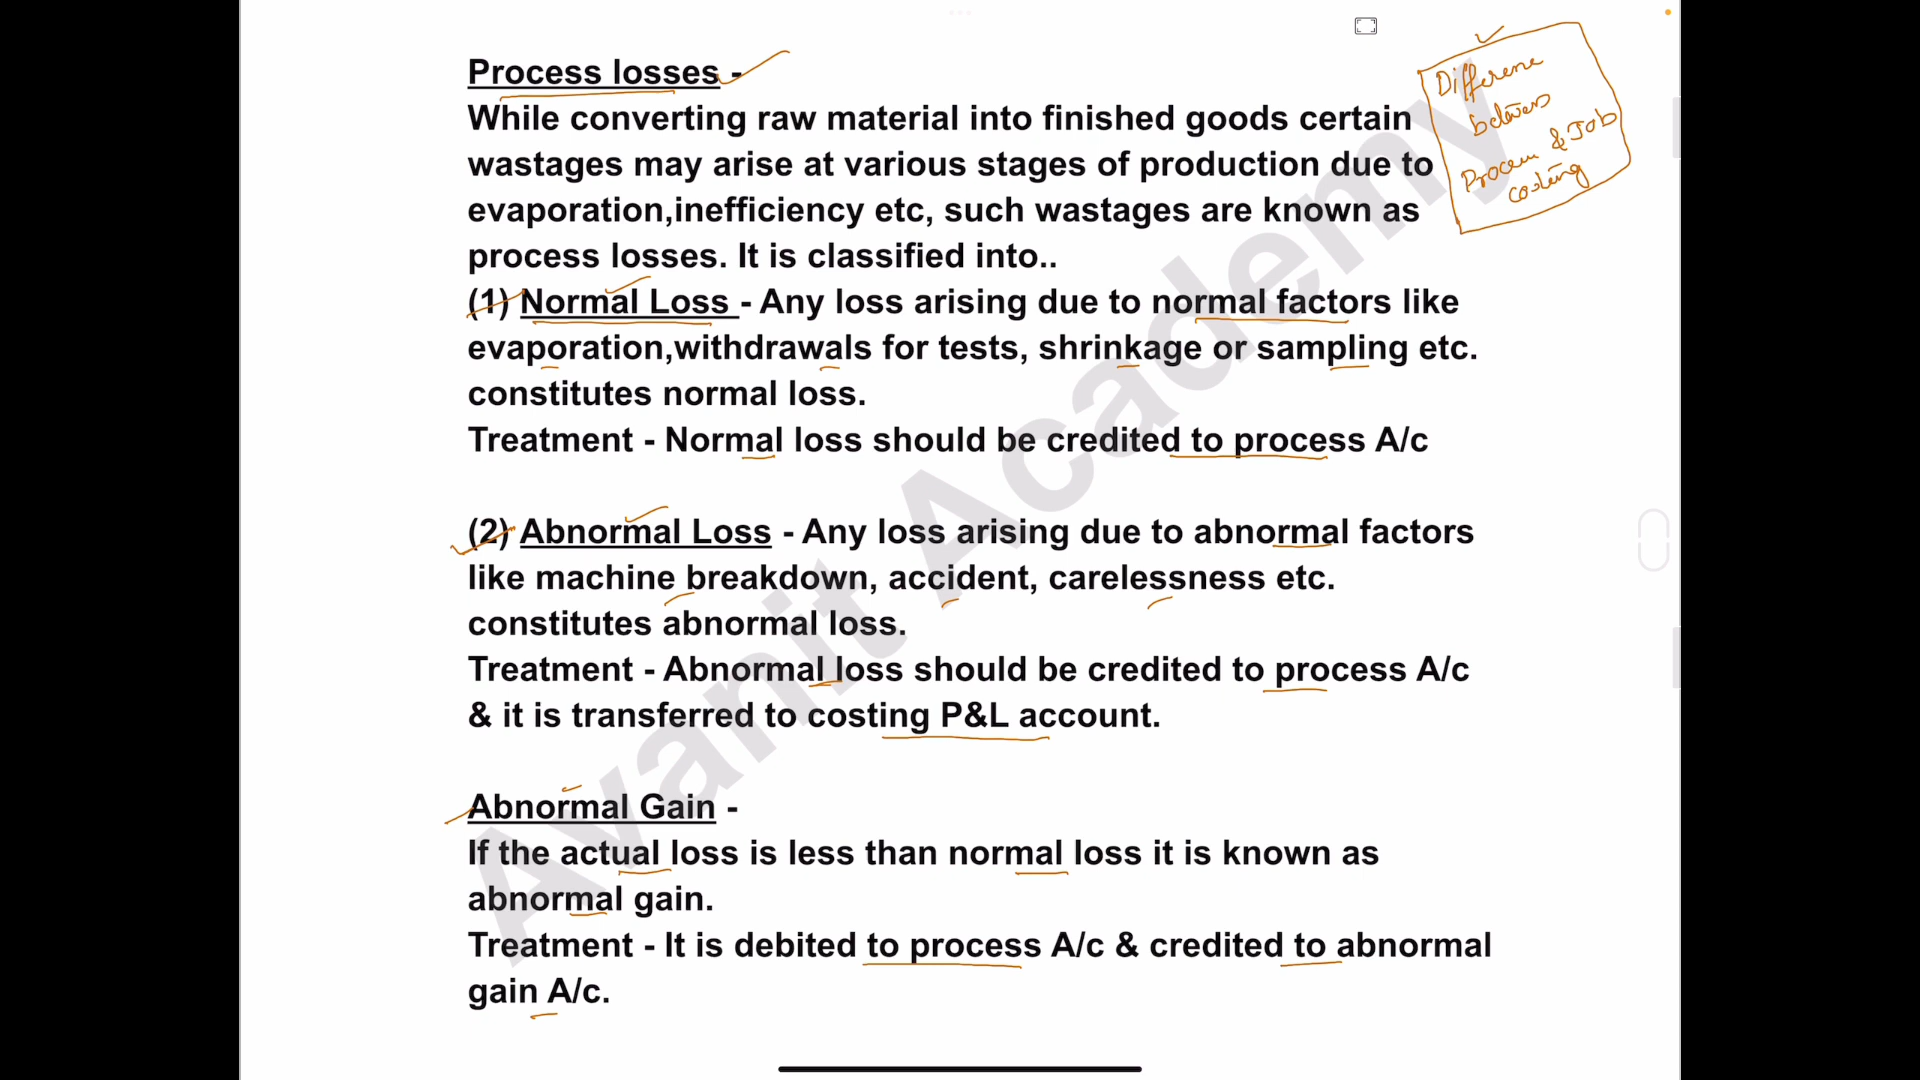 Process losses -
While converting raw material into finished goods certain
wastages may arise at various stages of production due to
evaporation,inefficiency etc, such wastages are known as
process losses. It is classified into..
(1) Normal Loss - Any loss arising due to normal factors like
evaporation,withdrawals for tests, shrinkage or sampling etc.
constitutes normal loss.
Treatment - Normal loss should be credited to process A/c
(2) Abnormal Loss - Any loss arising due to abnormal factors
like machine breakdown, accident, carelessness etc.
constitutes abnormal loss.
Treatment - Abnormal loss should be credited to process A/c
& it is transferred to costing P&L account.
Abnormal Gain -
If the actual loss is less than normal loss it is known as
abnormal gain.
Treatment - It is debited to process A/c & credited to abnormal
gain A/c.
Difference
between
Process & Job
costing
Avanit Academy